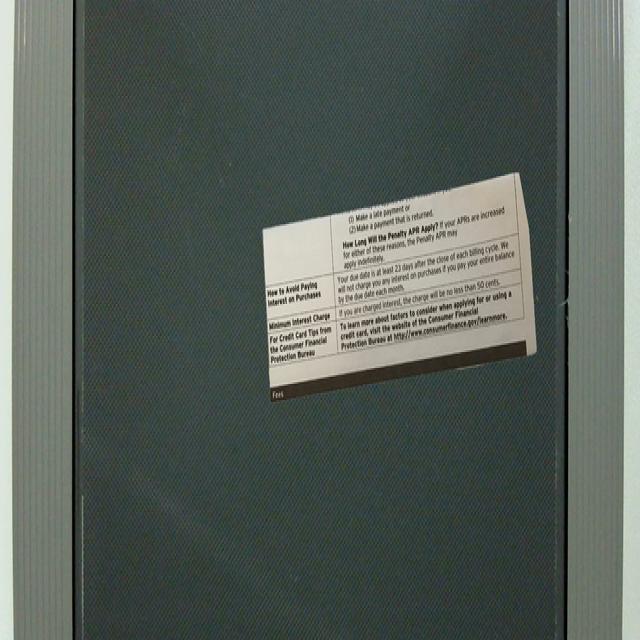 (1) Make a late payment or
(2) Make a payment that is returned.
How Long Will the Penalty APR Apply? If your APRs are increased
for either of these reasons, the Penalty APR may
apply indefinitely.
How to Avoid Paying
Interest on Purchases
Your due date is at least 23 days after the close of each billing cycle. We
will not charge you any interest on purchases if you pay your entire balance
by the due date each month.
Minimum Interest Charge
If you are charged interest, the charge will be no less than 50 cents.
For Credit Card Tips from
the Consumer Financial
Protection Bureau
To learn more about factors to consider when applying for or using a
credit card, visit the website of the Consumer Financial
Protection Bureau at http://www.consumerfinance.gov/learnmore.
Fees